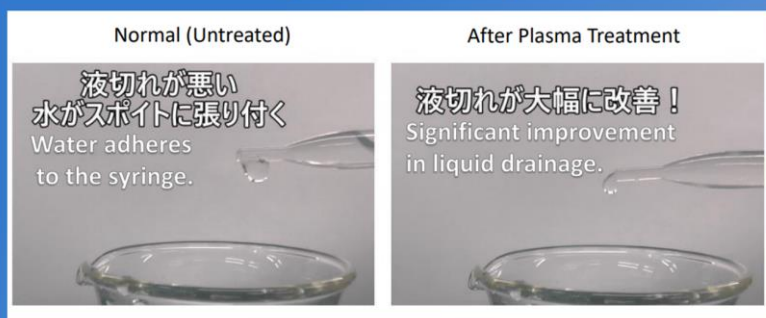 Normal (Untreated)
After Plasma Treatment
液切れが悪い
水がスポイトに張り付く
Water adheres
to the syringe.
液切れが大幅に改善！
Significant improvement
in liquid drainage.